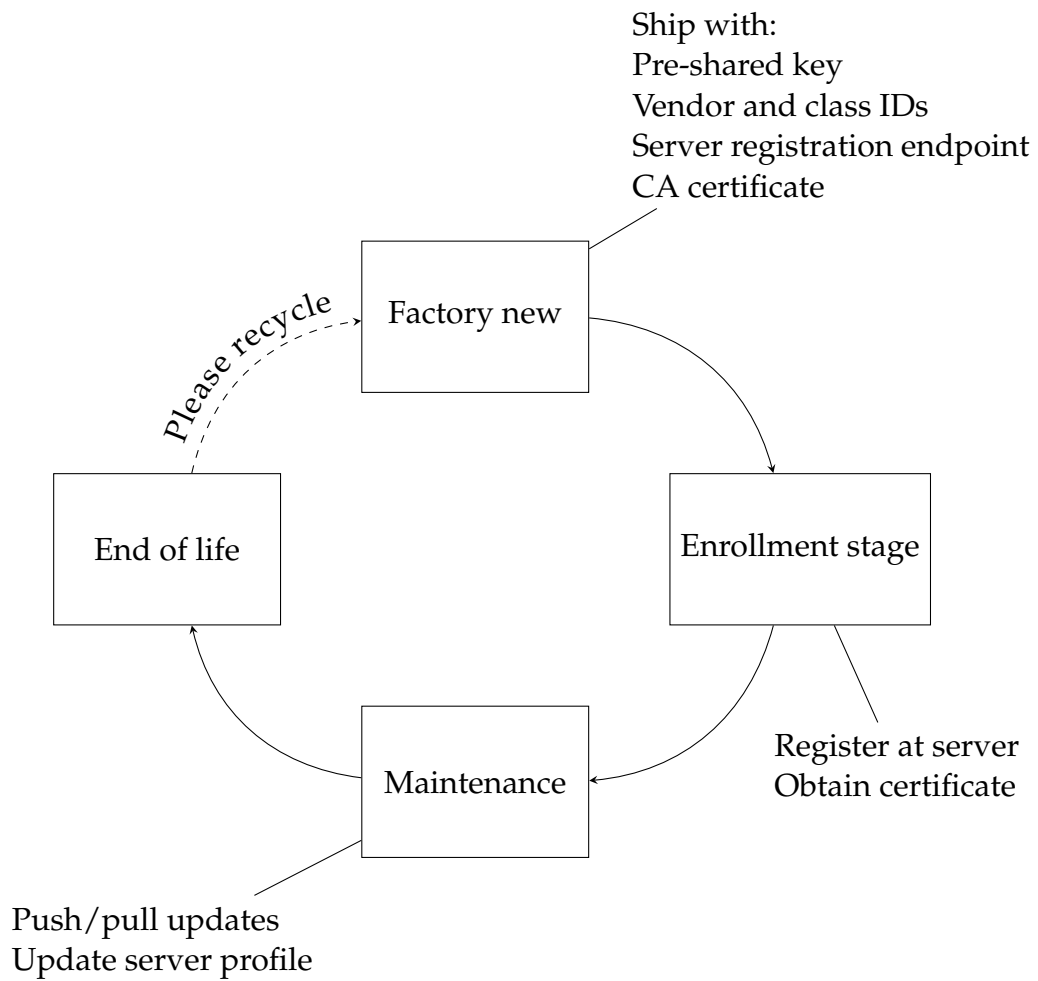 Ship with:
Pre-shared key
Vendor and class IDs
Server registration endpoint
CA certificate
Factory new
Please recycle
End of life
Enrollment stage
Maintenance
Register at server
Obtain certificate
Push/pull updates
Update server profile